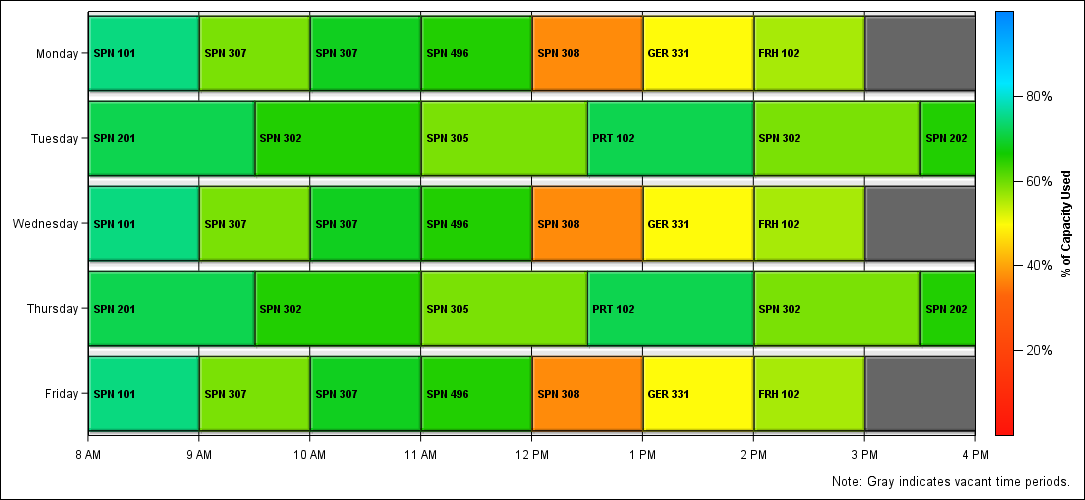 Monday SPN 101 SPN 307 SPN 307 SPN 496 SPN 308 GER 331 FRH 102
Tuesday SPN 201 SPN 302 SPN 305 PRT 102 SPN 302 SPN 202
Wednesday SPN 101 SPN 307 SPN 307 SPN 496 SPN 308 GER 331 FRH 102
Thursday SPN 201 SPN 302 SPN 305 PRT 102 SPN 302 SPN 202
Friday SPN 101 SPN 307 SPN 307 SPN 496 SPN 308 GER 331 FRH 102
8 AM 9 AM 10 AM 11 AM 12 PM 1 PM 2 PM 3 PM 4 PM
80%
60%
40%
20%
% of Capacity Used
Note: Gray indicates vacant time periods.